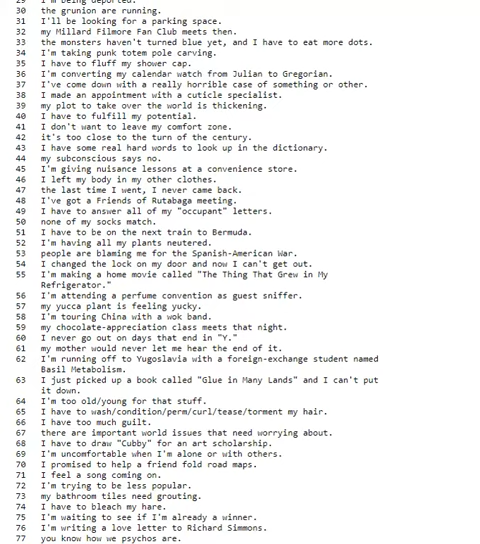 29 I'm being deported.
30 the grunion are running.
31 I'll be looking for a parking space.
32 my Millard Filmore Fan Club meets then.
33 the monsters haven't turned blue yet, and I have to eat more dots.
34 I'm taking punk totem pole carving.
35 I have to fluff my shower cap.
36 I'm converting my calendar watch from Julian to Gregorian.
37 I've come down with a really horrible case of something or other.
38 I made an appointment with a cuticle specialist.
39 my plot to take over the world is thickening.
40 I have to fulfill my potential.
41 I don't want to leave my comfort zone.
42 it's too close to the turn of the century.
43 I have some real hard words to look up in the dictionary.
44 my subconscious says no.
45 I'm giving nuisance lessons at a convenience store.
46 I left my body in my other clothes.
47 the last time I went, I never came back.
48 I've got a Friends of Rutabaga meeting.
49 I have to answer all of my "occupant" letters.
50 none of my socks match.
51 I have to be on the next train to Bermuda.
52 I'm having all my plants neutered.
53 people are blaming me for the Spanish-American War.
54 I changed the lock on my door and now I can't get out.
55 I'm making a home movie called "The Thing That Grew in My
Refrigerator."
56 I'm attending a perfume convention as guest sniffer.
57 my yucca plant is feeling yucky.
58 I'm touring China with a wok band.
59 my chocolate-appreciation class meets that night.
60 I never go out on days that end in "Y."
61 my mother would never let me hear the end of it.
62 I'm running off to Yugoslavia with a foreign-exchange student named
Basil Metabolism.
63 I just picked up a book called "Glue in Many Lands" and I can't put
it down.
64 I'm too old/young for that stuff.
65 I have to wash/condition/perm/curl/tease/torment my hair.
66 I have too much guilt.
67 there are important world issues that need worrying about.
68 I have to draw "Cubby" for an art scholarship.
69 I'm uncomfortable when I'm alone or with others.
70 I promised to help a friend fold road maps.
71 I feel a song coming on.
72 I'm trying to be less popular.
73 my bathroom tiles need grouting.
74 I have to bleach my hare.
75 I'm waiting to see if I'm already a winner.
76 I'm writing a love letter to Richard Simmons.
77 you know how we psychos are.